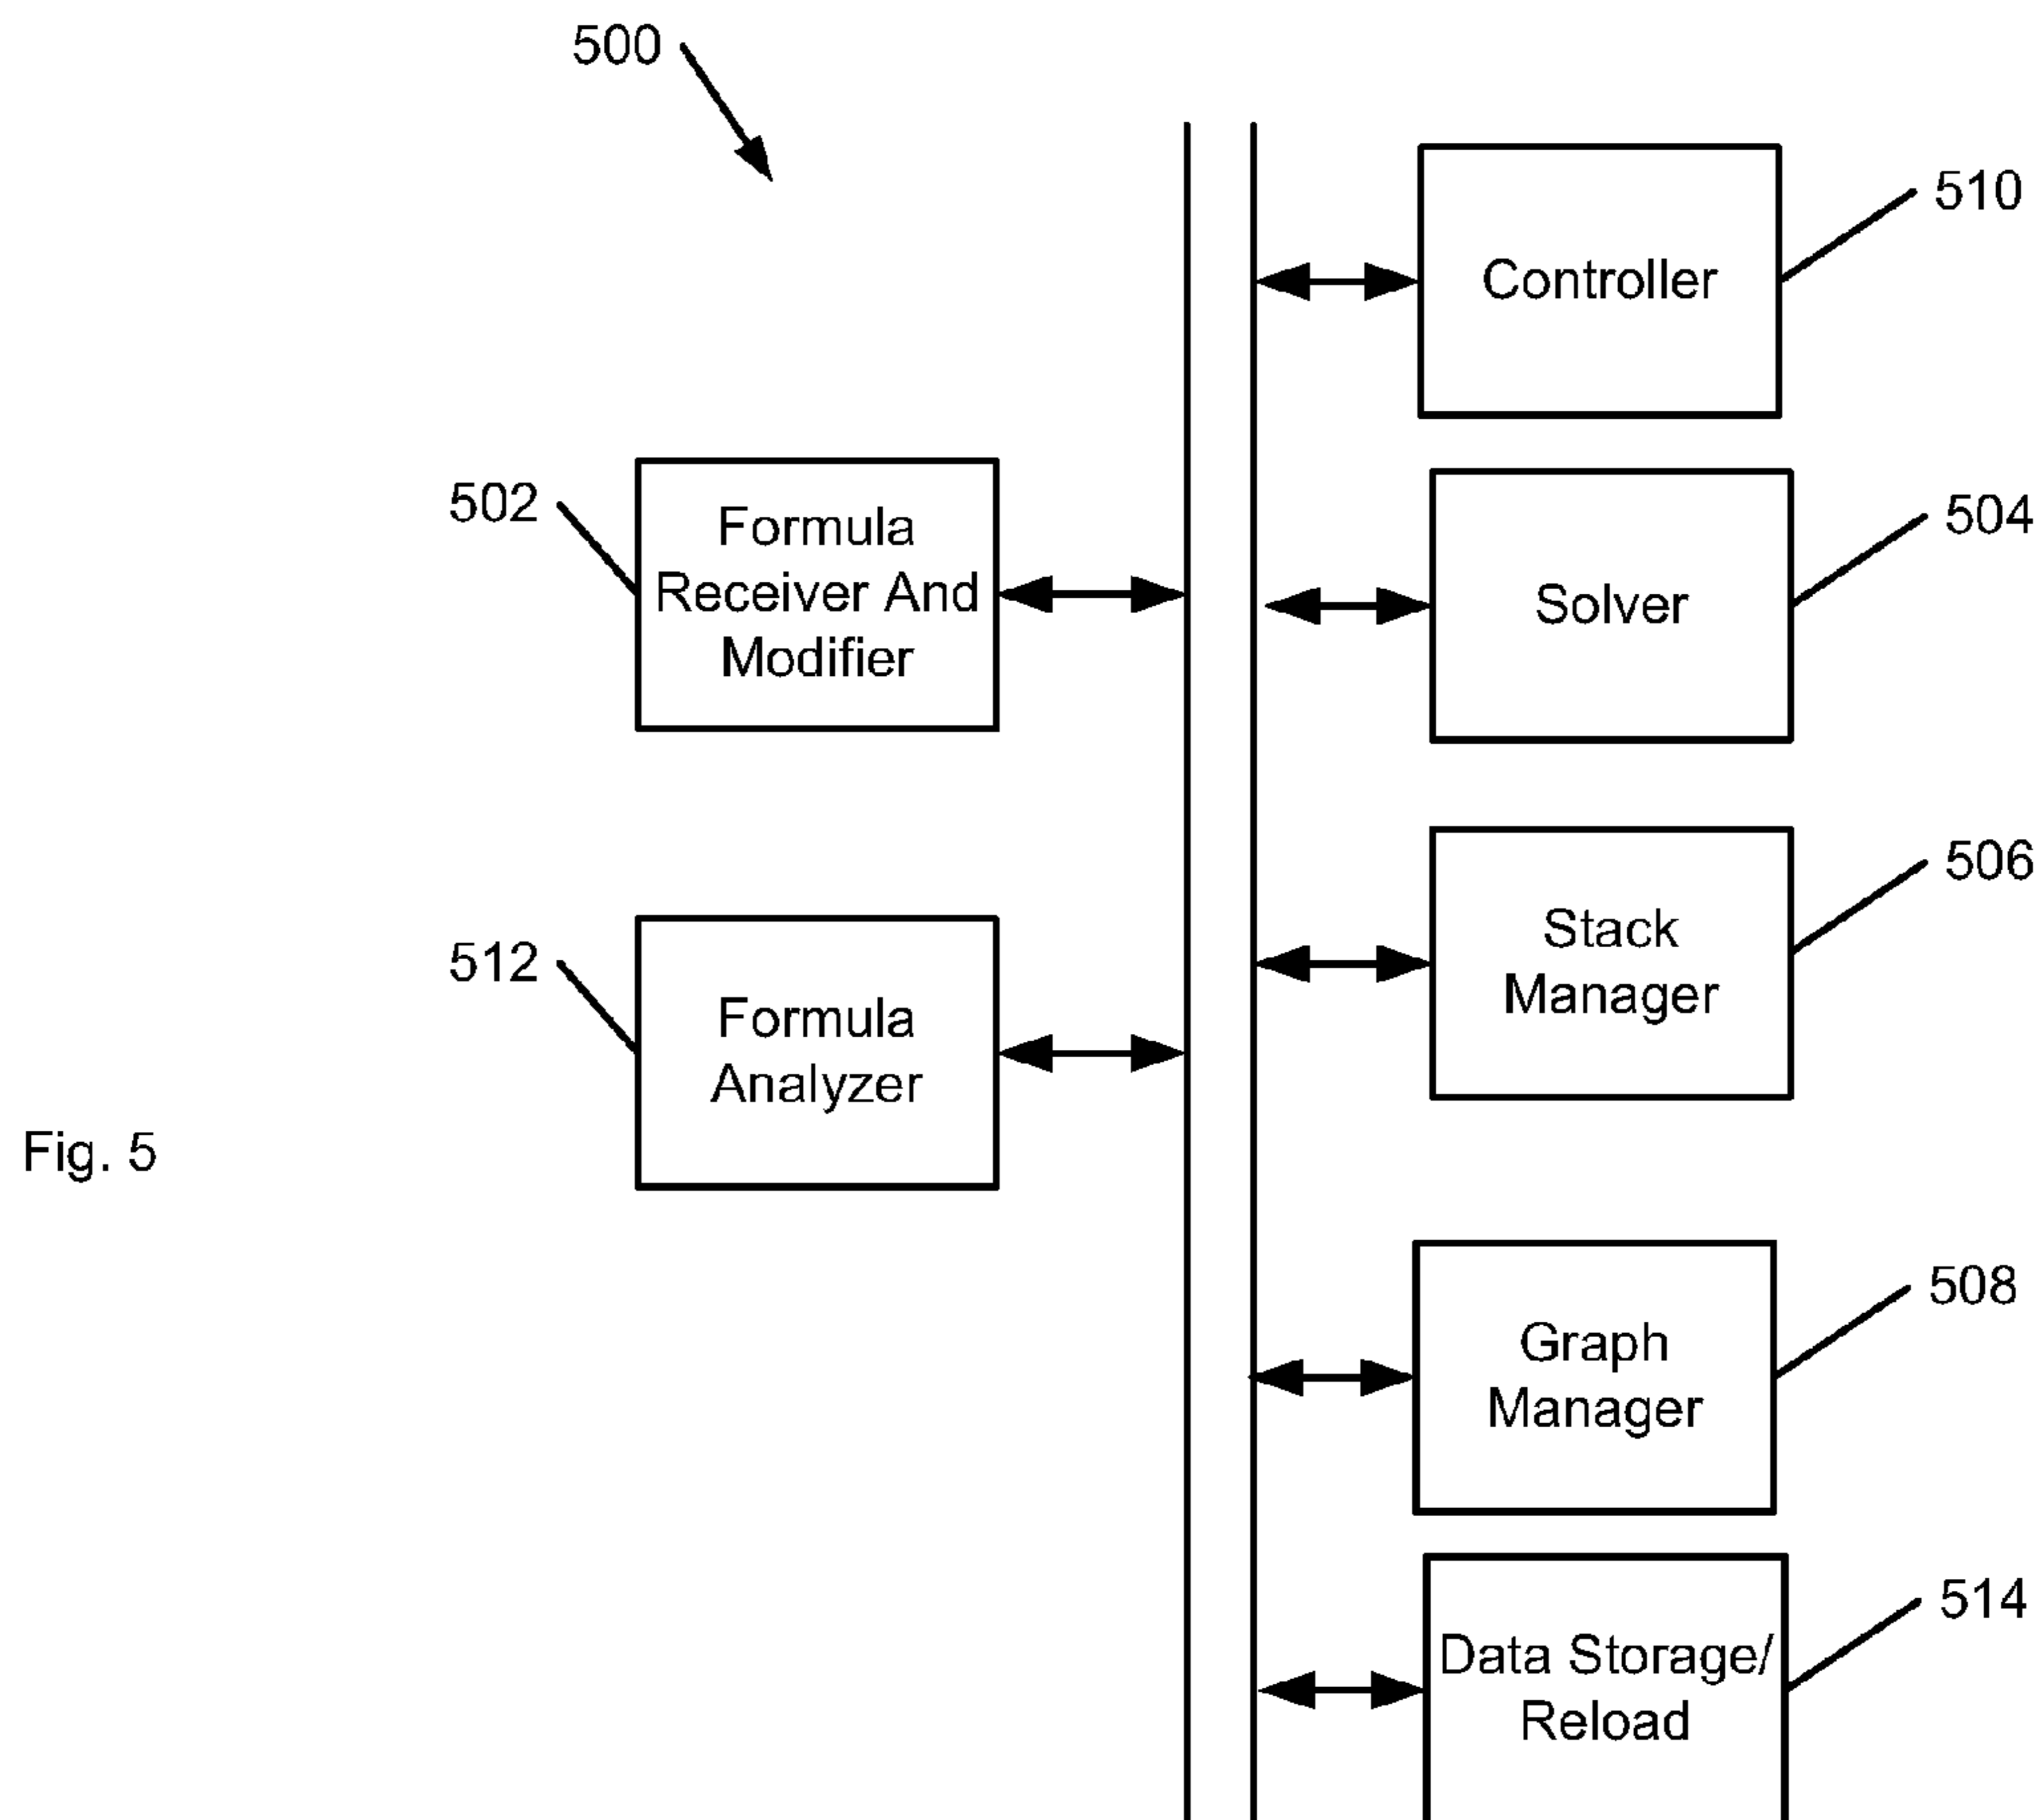 500
510
Controller
502
Formula
Receiver And
Modifier
504
Solver
506
Stack
Manager
512
Formula
Analyzer
Fig. 5
508
Graph
Manager
514
Data Storage/
Reload